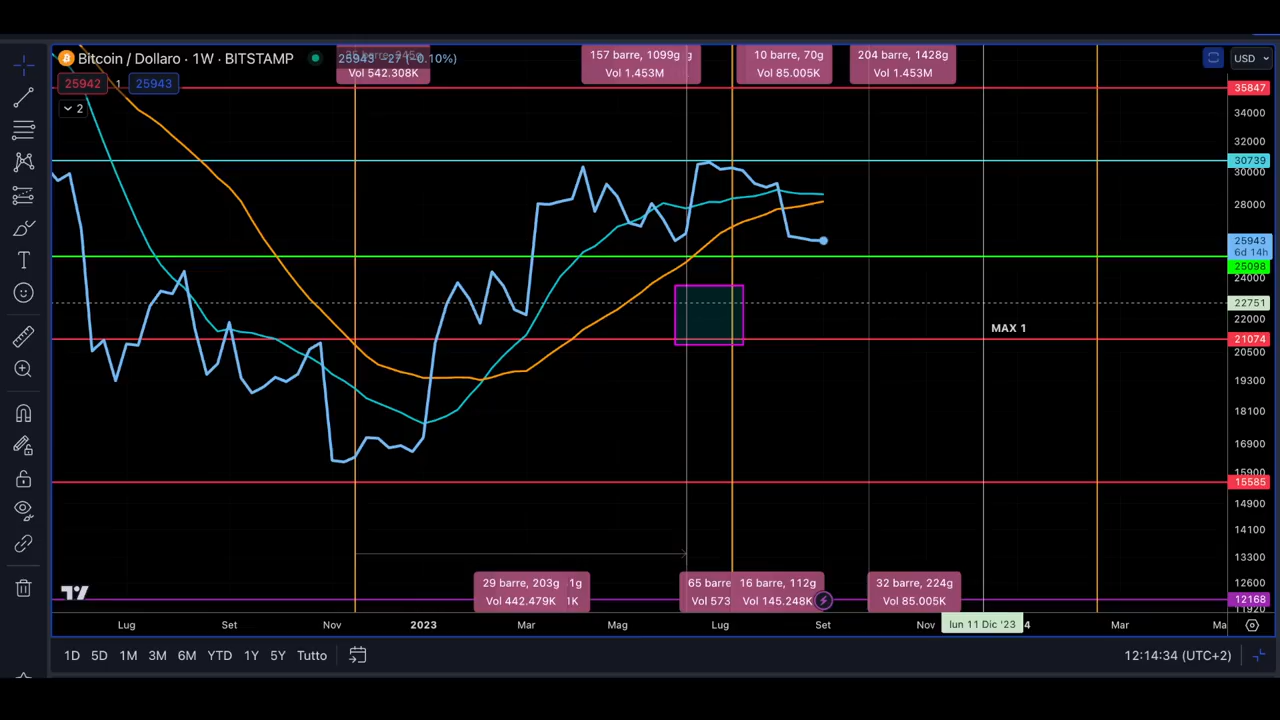 Bitcoin / Dollaro · 1W · BITSTAMP
25943 −27 (−0.10%)
Vol 542.308K
157 barre, 1099g
Vol 1.453M
10 barre, 70g
Vol 85.005K
204 barre, 1428g
Vol 1.453M
USD
25942
1
25943
2
35847
34000
32000
30739
30000
28000
25943
6d 14h
25098
24000
22751
22000
MAX 1
21074
20500
19300
18100
16900
15900
15585
14900
14100
13300
12600
12168
11920
29 barre, 203g
1g
Vol 442.479K
1K
65 barre
Vol 573
16 barre, 112g
Vol 145.248K
32 barre, 224g
Vol 85.005K
Lug
Set
Nov
2023
Mar
Mag
Lug
Set
Nov
lun 11 Dic '23
4
Mar
Ma
1D 5D 1M 3M 6M YTD 1Y 5Y Tutto
12:14:34 (UTC+2)